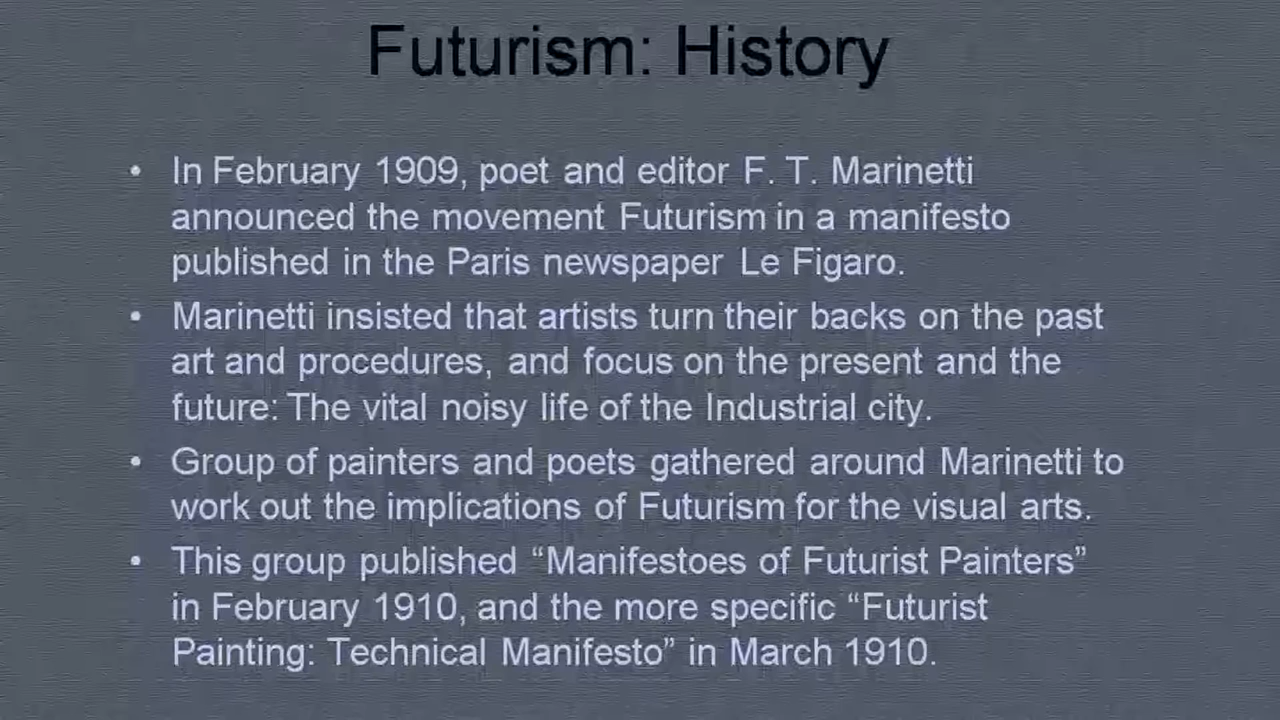 Futurism: History
• In February 1909, poet and editor F. T. Marinetti
announced the movement Futurism in a manifesto
published in the Paris newspaper Le Figaro.
• Marinetti insisted that artists turn their backs on the past
art and procedures, and focus on the present and the
future: The vital noisy life of the Industrial city.
• Group of painters and poets gathered around Marinetti to
work out the implications of Futurism for the visual arts.
• This group published “Manifestoes of Futurist Painters”
in February 1910, and the more specific “Futurist
Painting: Technical Manifesto” in March 1910.